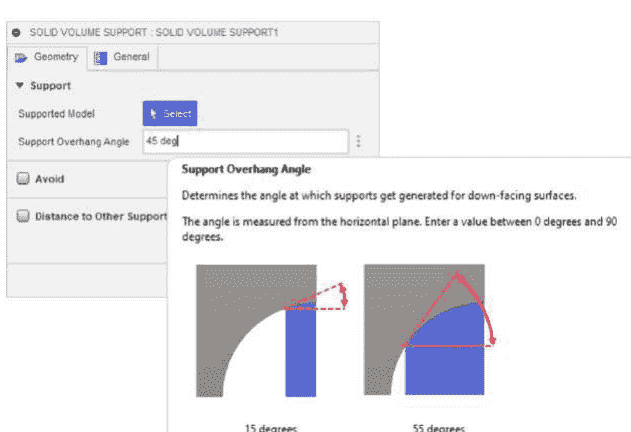 SOLID VOLUME SUPPORT : SOLID VOLUME SUPPORT1
Geometry General
Support
Supported Model Select
Support Overhang Angle 45 deg
Avoid
Distance to Other Support
Support Overhang Angle
Determines the angle at which supports get generated for down-facing surfaces.
The angle is measured from the horizontal plane. Enter a value between 0 degrees and 90
degrees.
15 degrees 55 degrees